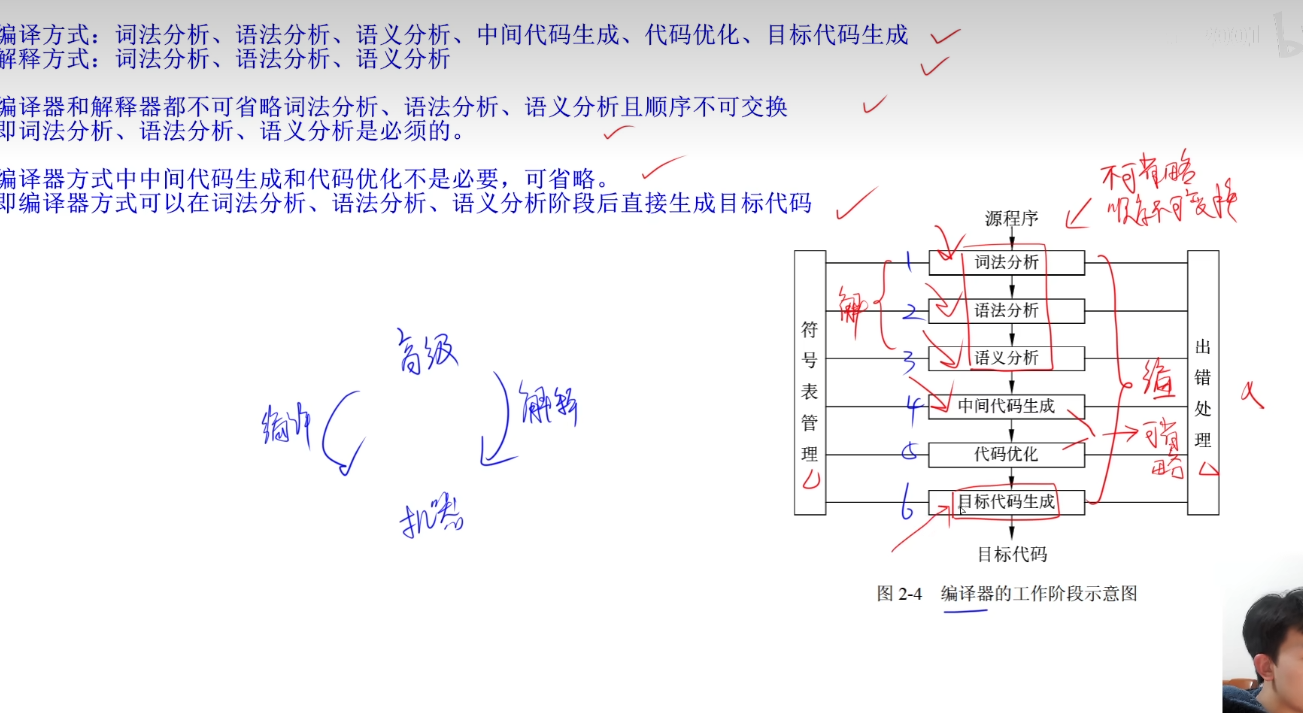 编译方式：词法分析、语法分析、语义分析、中间代码生成、代码优化、目标代码生成
解释方式：词法分析、语法分析、语义分析
编译器和解释器都不可省略词法分析、语法分析、语义分析且顺序不可交换
即词法分析、语法分析、语义分析是必须的。
编译器方式中中间代码生成和代码优化不是必要，可省略。
即编译器方式可以在词法分析、语法分析、语义分析阶段后直接生成目标代码
不可省略
顺序不可交换
源程序
1 词法分析
2 语法分析
3 语义分析
4 中间代码生成
5 代码优化
6 目标代码生成
目标代码
符号表管理
出错处理
解
编
可省略
图 2-4 编译器的工作阶段示意图
高级
编译
解释
机器